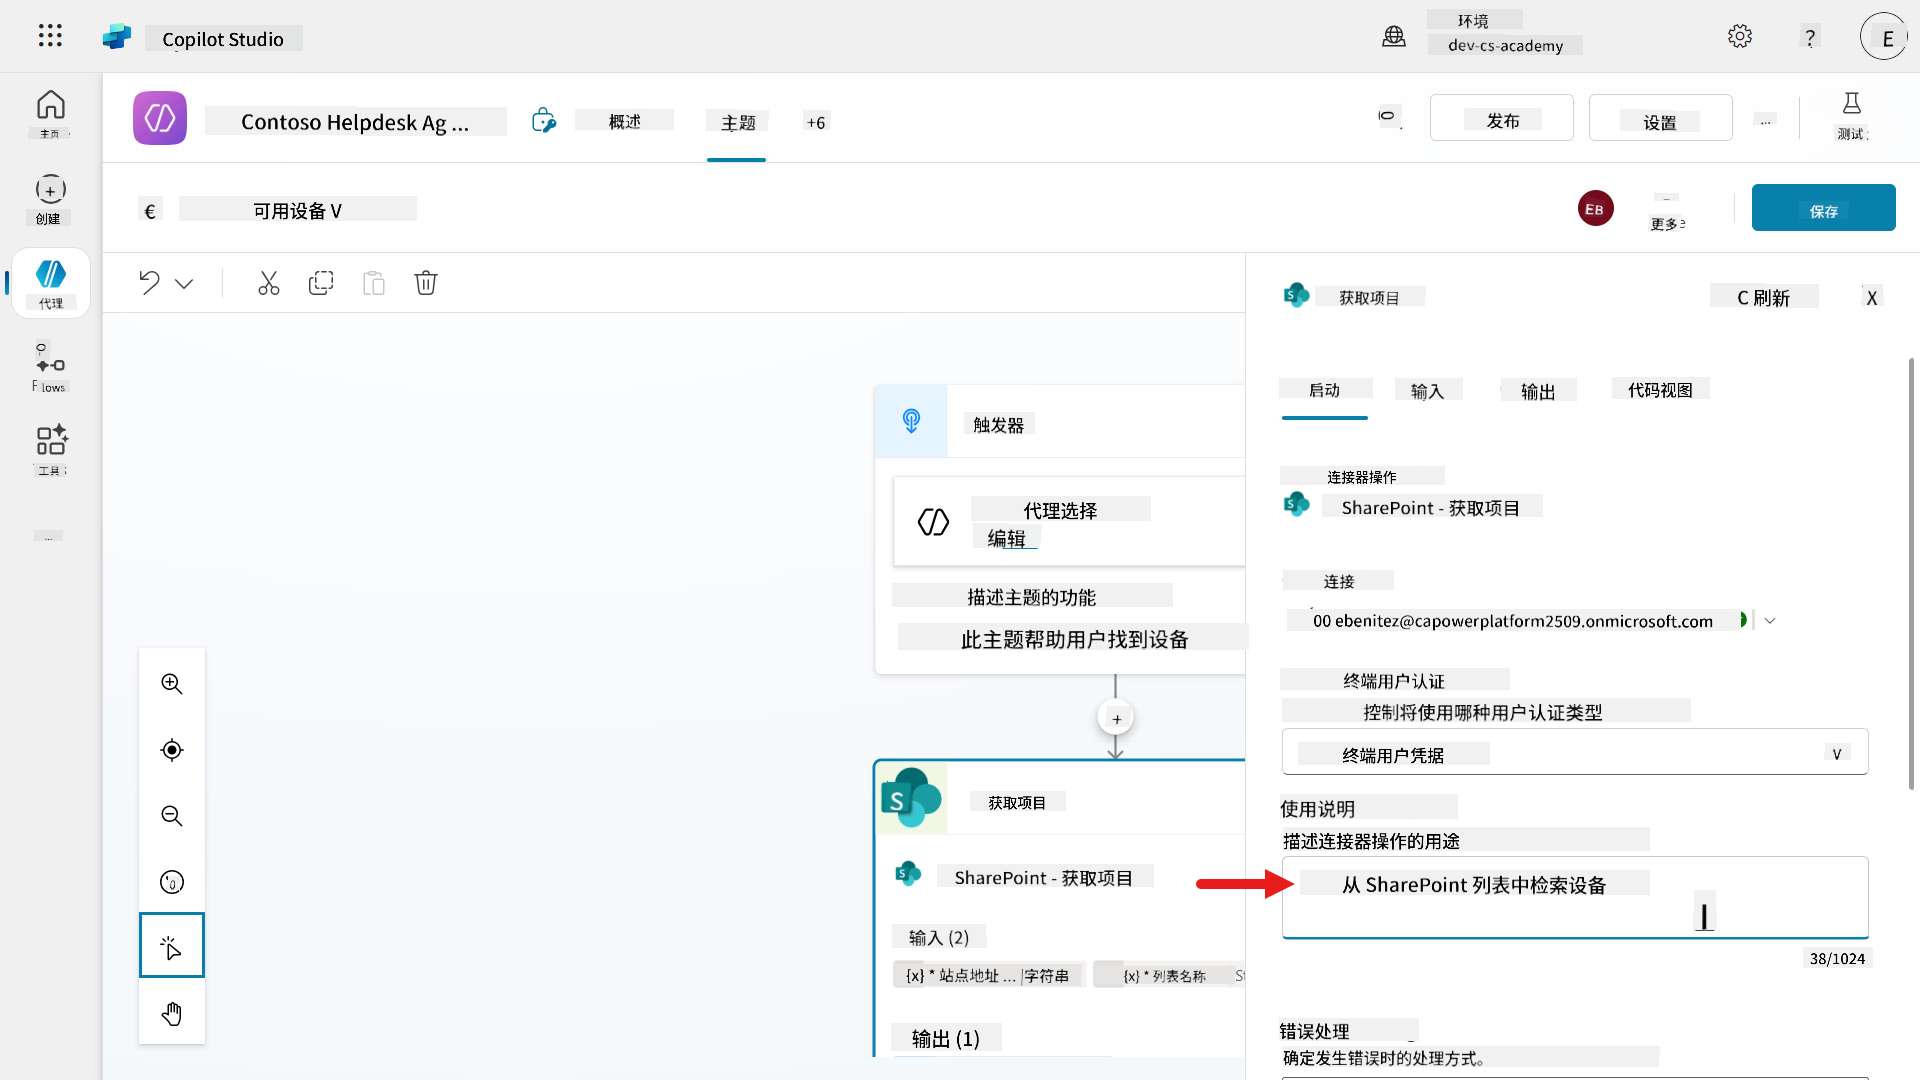 Copilot Studio
环境
dev-cs-academy
?
E
主页
创建
代理
Flows
工具
Contoso Helpdesk Ag ...
概述
主题
+6
发布
设置
...
测试
€ 可用设备 V
EB
更多
保存
触发器
代理选择
编辑
描述主题的功能
此主题帮助用户找到设备
+
获取项目
SharePoint - 获取项目
输入 (2)
{x} * 站点地址 ... |字符串
{x} * 列表名称
输出 (1)
获取项目
C 刷新
X
启动
输入
输出
代码视图
连接器操作
SharePoint - 获取项目
连接
00 ebenitez@capowerplatform2509.onmicrosoft.com
终端用户认证
控制将使用哪种用户认证类型
终端用户凭据
V
使用说明
描述连接器操作的用途
从 SharePoint 列表中检索设备
38/1024
错误处理
确定发生错误时的处理方式。